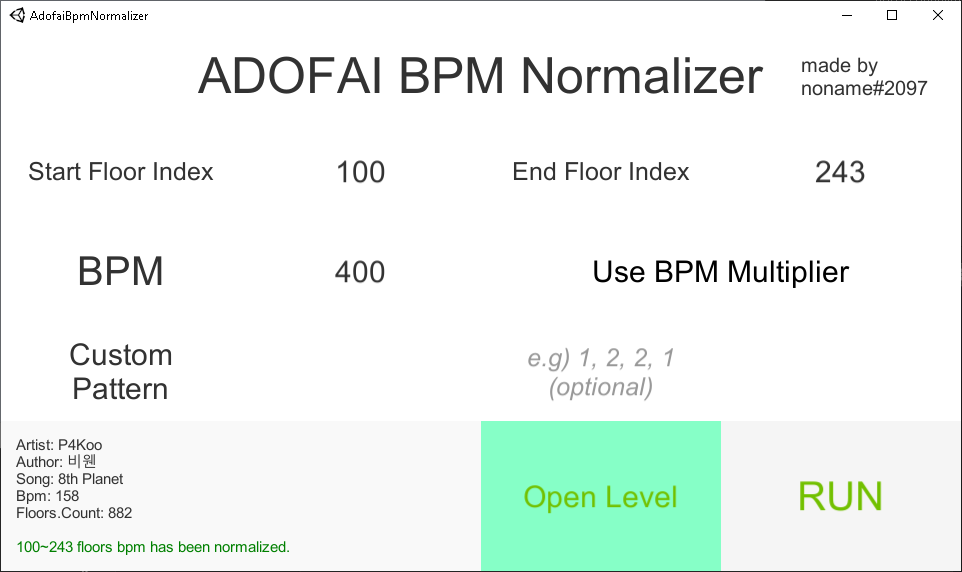 AdofaiBpmNormalizer
ADOFAI BPM Normalizer
made by
noname#2097
Start Floor Index
100
End Floor Index
243
BPM
400
Use BPM Multiplier
Custom
Pattern
e.g) 1, 2, 2, 1
(optional)
Artist: P4Koo
Author: 비웬
Song: 8th Planet
Bpm: 158
Floors.Count: 882
100~243 floors bpm has been normalized.
Open Level
RUN